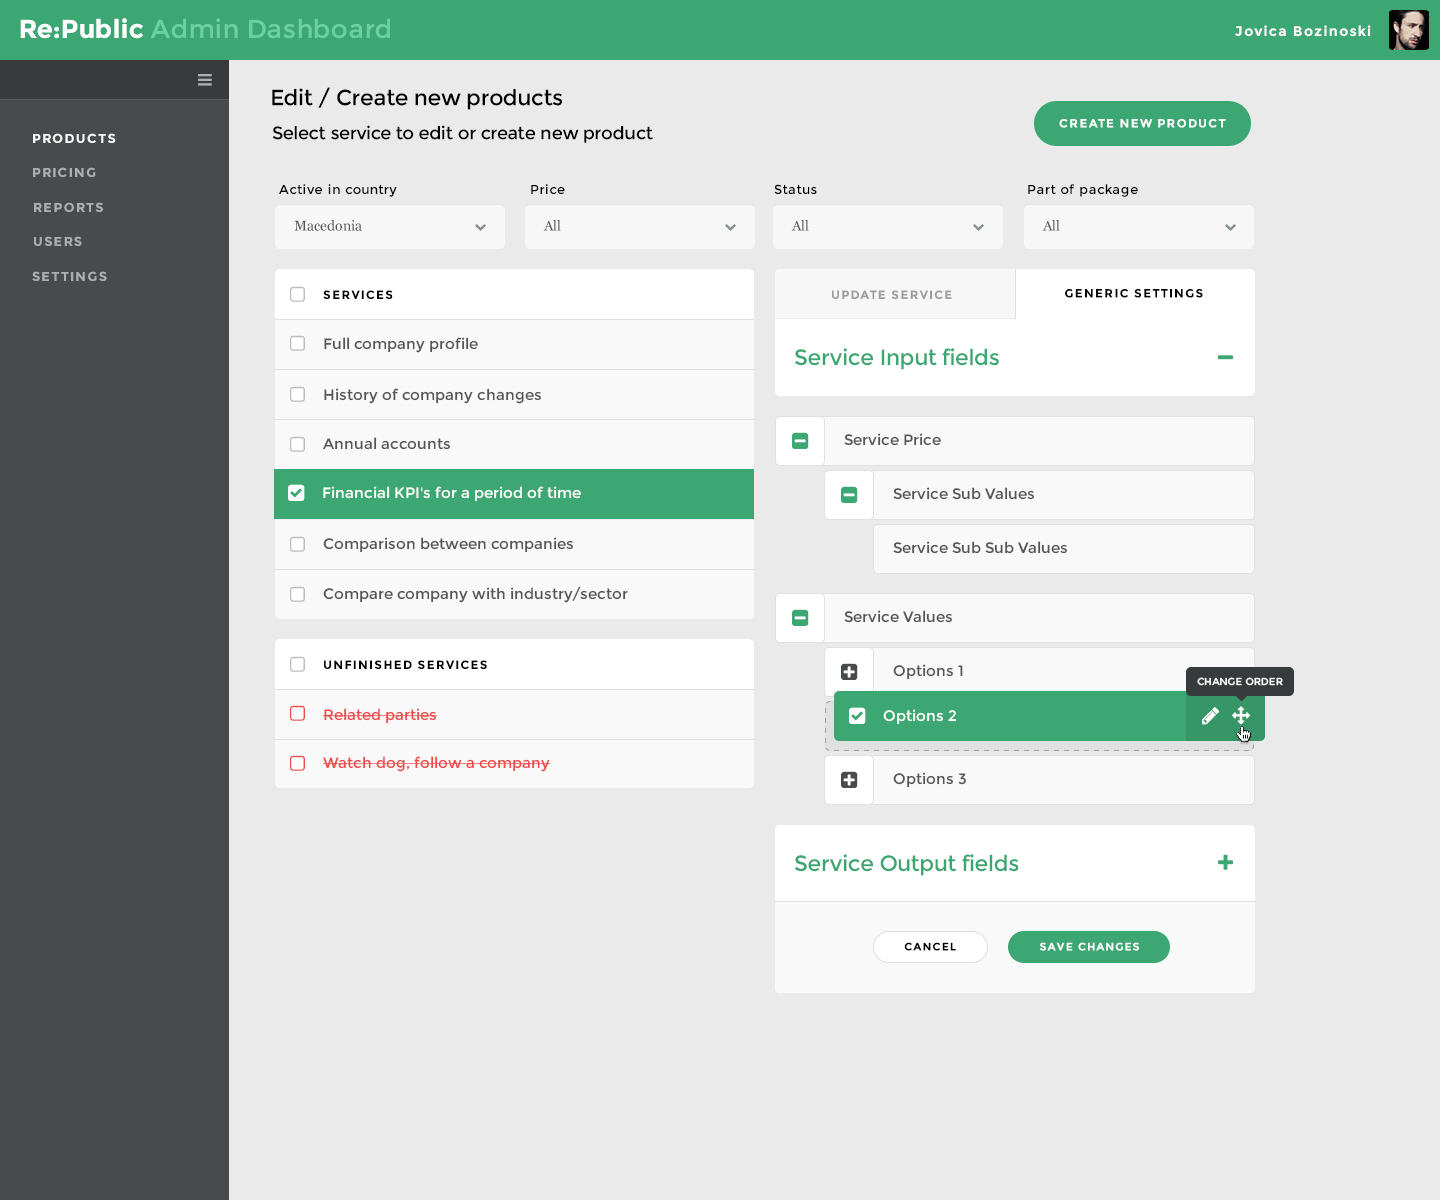 Re:Public Admin Dashboard
Jovica Bozinoski
PRODUCTS
PRICING
REPORTS
USERS
SETTINGS
Edit / Create new products
Select service to edit or create new product
CREATE NEW PRODUCT
Active in country
Price
Status
Part of package
Macedonia
All
All
All
SERVICES
Full company profile
History of company changes
Annual accounts
Financial KPI's for a period of time
Comparison between companies
Compare company with industry/sector
UNFINISHED SERVICES
Related parties
Watch dog, follow a company
UPDATE SERVICE
GENERIC SETTINGS
Service Input fields
Service Price
Service Sub Values
Service Sub Sub Values
Service Values
Options 1
CHANGE ORDER
Options 2
Options 3
Service Output fields
CANCEL
SAVE CHANGES